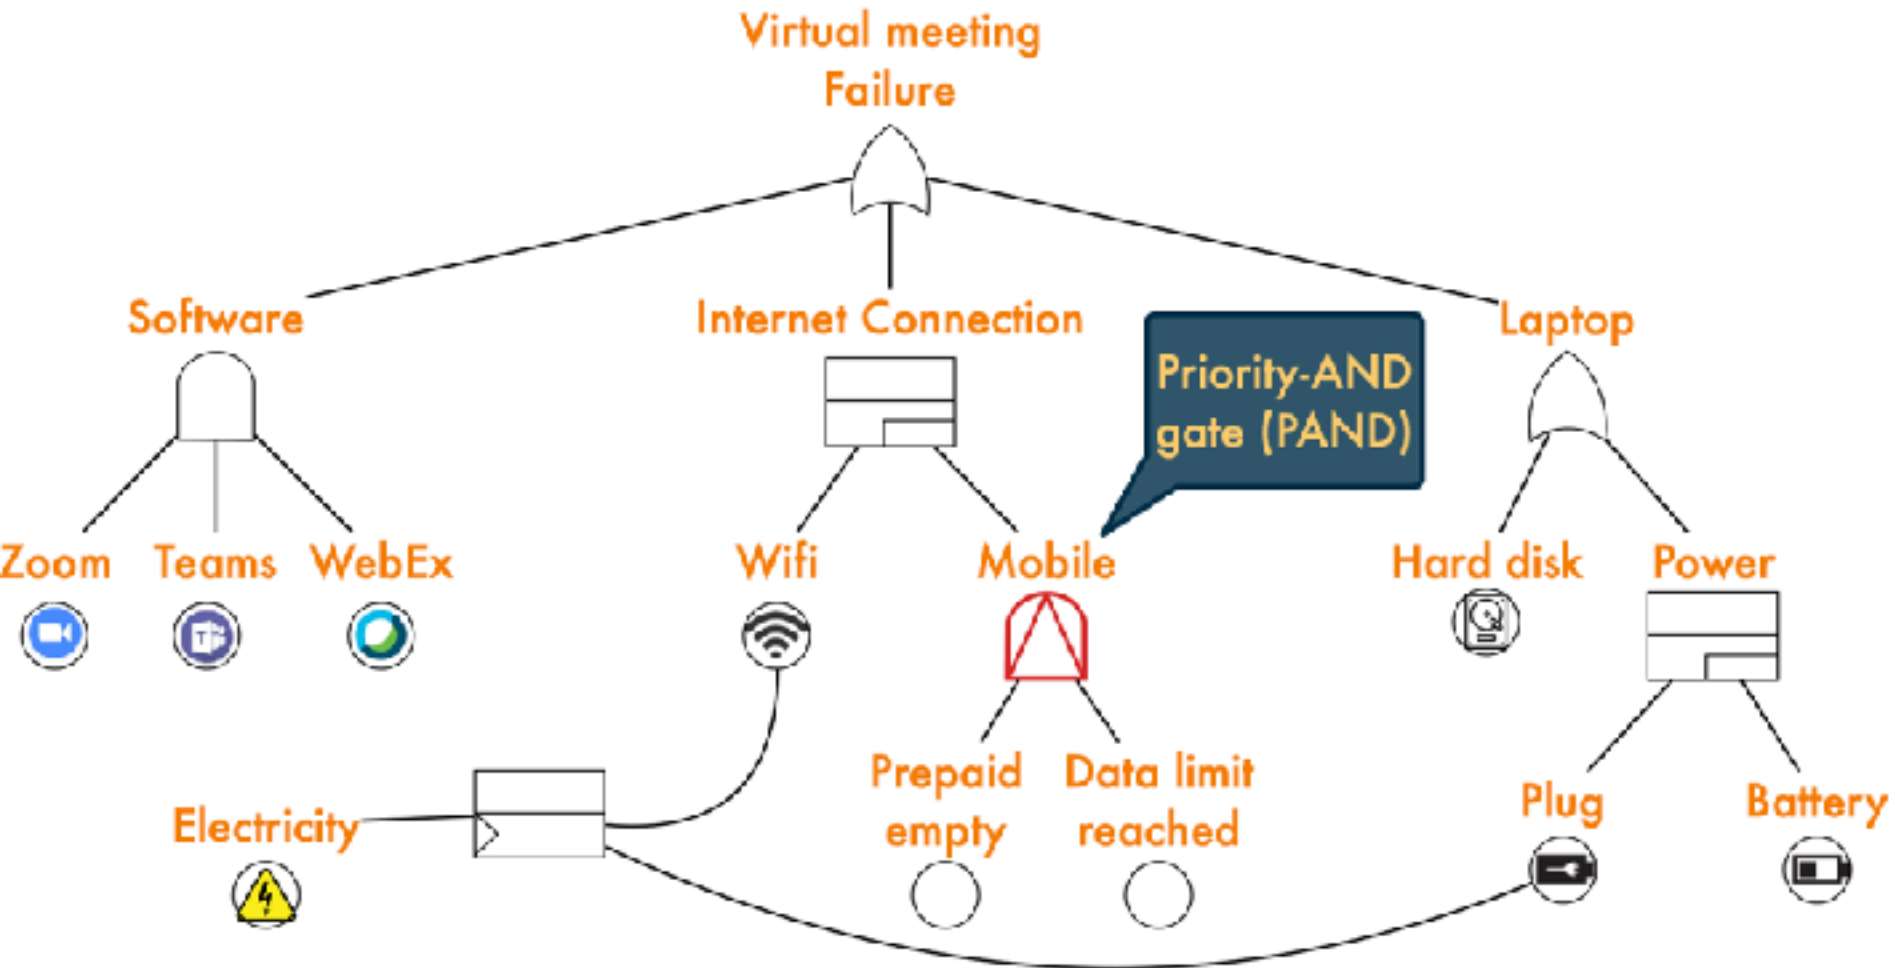 Virtual meeting
Failure
Software
Internet Connection
Laptop
Priority-AND
gate (PAND)
Zoom
Teams
WebEx
Wifi
Mobile
Hard disk
Power
Prepaid
empty
Data limit
reached
Electricity
Plug
Battery